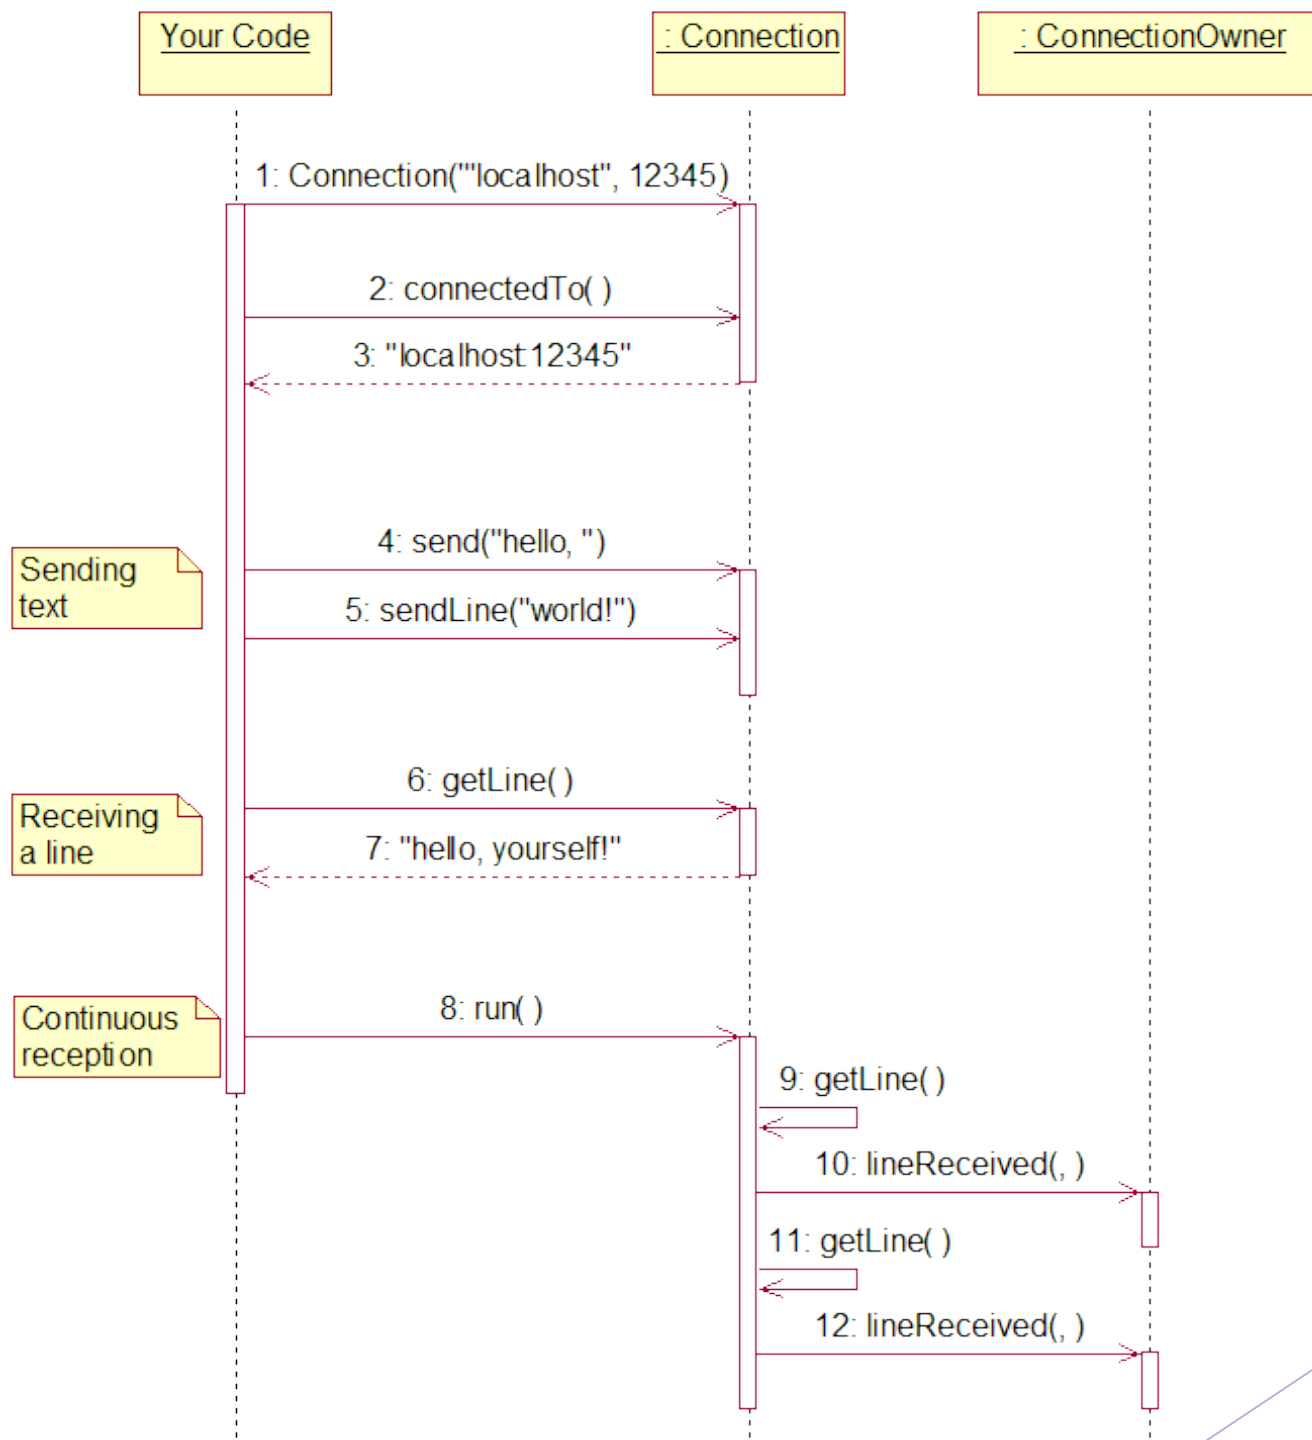 Your Code
: Connection
: ConnectionOwner
1: Connection("'localhost", 12345)
2: connectedTo( )
3: "localhost:12345"
4: send("hello, ")
Sending
text
5: sendLine("world!")
6: getLine( )
Receiving
a line
7: "hello, yourself!"
8: run( )
Continuous
reception
9: getLine( )
10: lineReceived(, )
11: getLine( )
12: lineReceived(, )